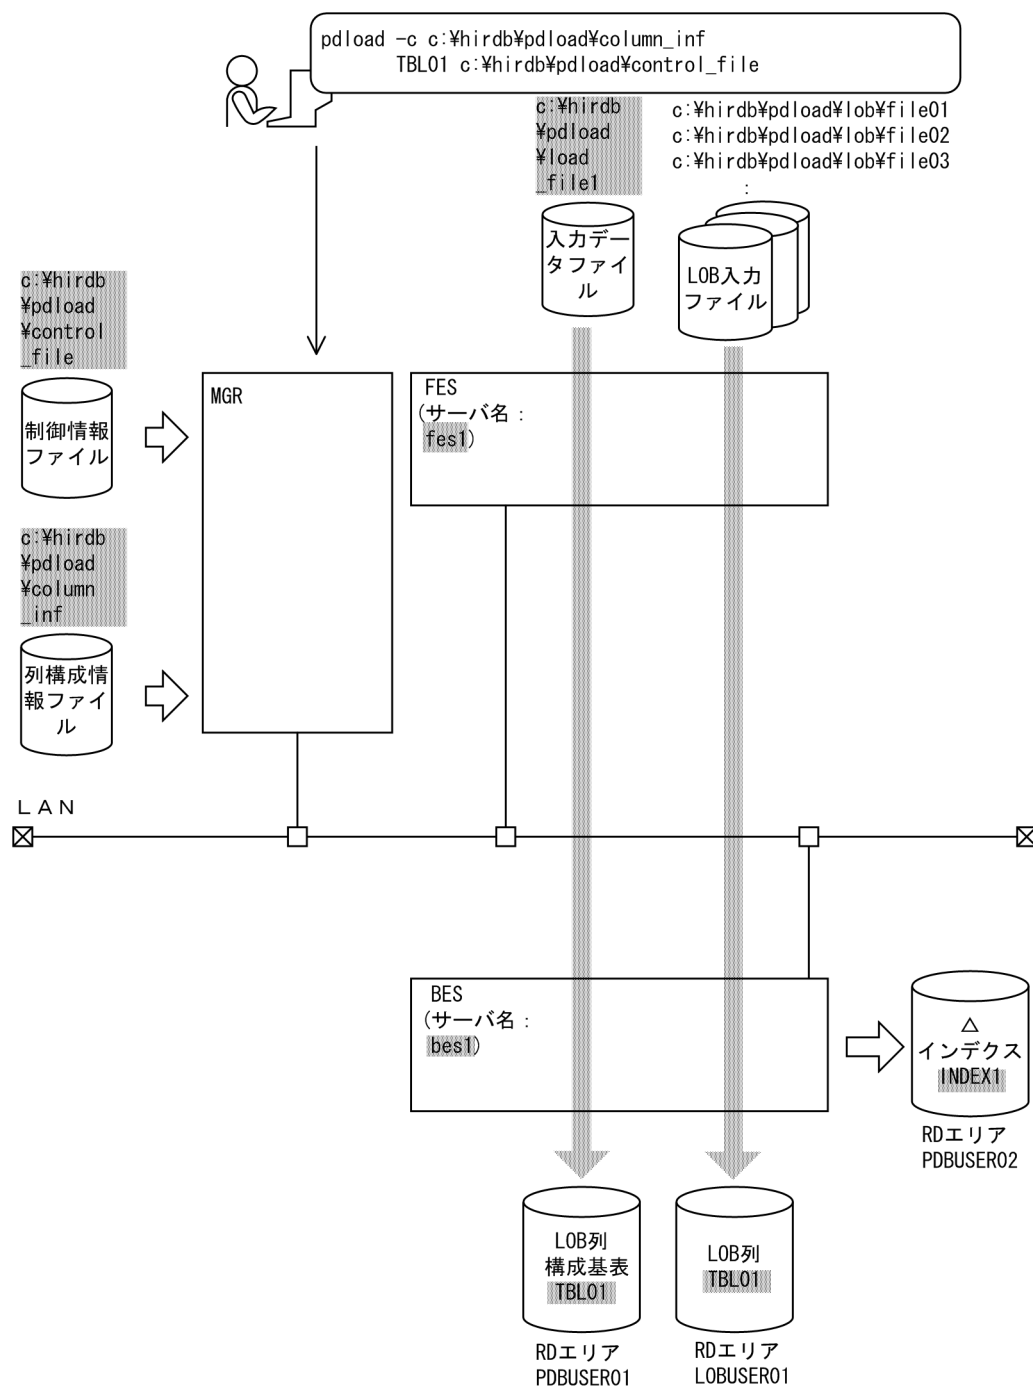 pdload -c c:¥hirdb¥pdload¥column_inf
TBL01 c:¥hirdb¥pdload¥control_file
c:¥hirdb
¥pdload
¥load
_file1
c:¥hirdb¥pdload¥lob¥file01
c:¥hirdb¥pdload¥lob¥file02
c:¥hirdb¥pdload¥lob¥file03
:
入力デー
タファイ
ル
LOB入力
ファイル
c:¥hirdb
¥pdload
¥control
_file
制御情報
ファイル
MGR
FES
(サーバ名：
fes1)
c:¥hirdb
¥pdload
¥column
_inf
列構成情
報ファイ
ル
ＬＡＮ
BES
(サーバ名：
bes1)
△
インデクス
INDEX1
RDエリア
PDBUSER02
LOB列
構成基表
TBL01
LOB列
TBL01
RDエリア
PDBUSER01
RDエリア
LOBUSER01